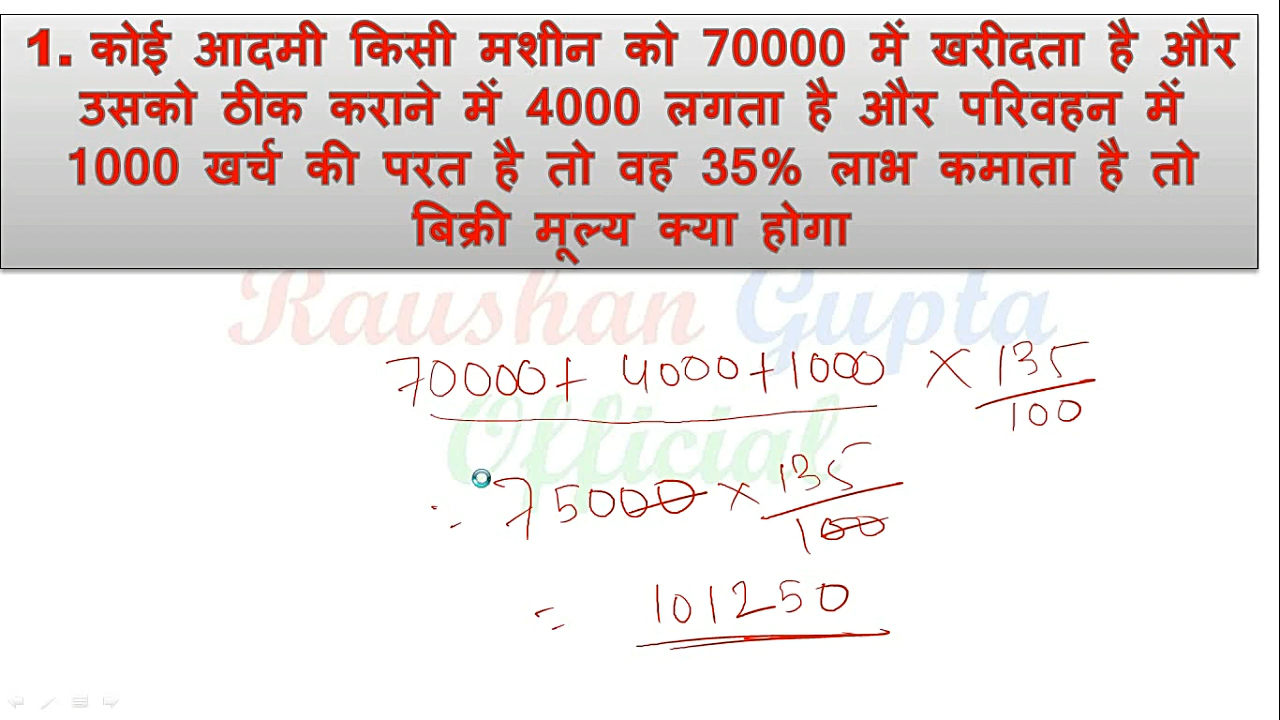 1. कोई आदमी किसी मशीन को 70000 में खरीदता है और
उसको ठीक कराने में 4000 लगता है और परिवहन में
1000 खर्च की परत है तो वह 35% लाभ कमाता है तो
बिक्री मूल्य क्या होगा
Raushan Gupta
Official
70000+ 4000+1000 × 135/100
= 75000 × 135/100
= 101250